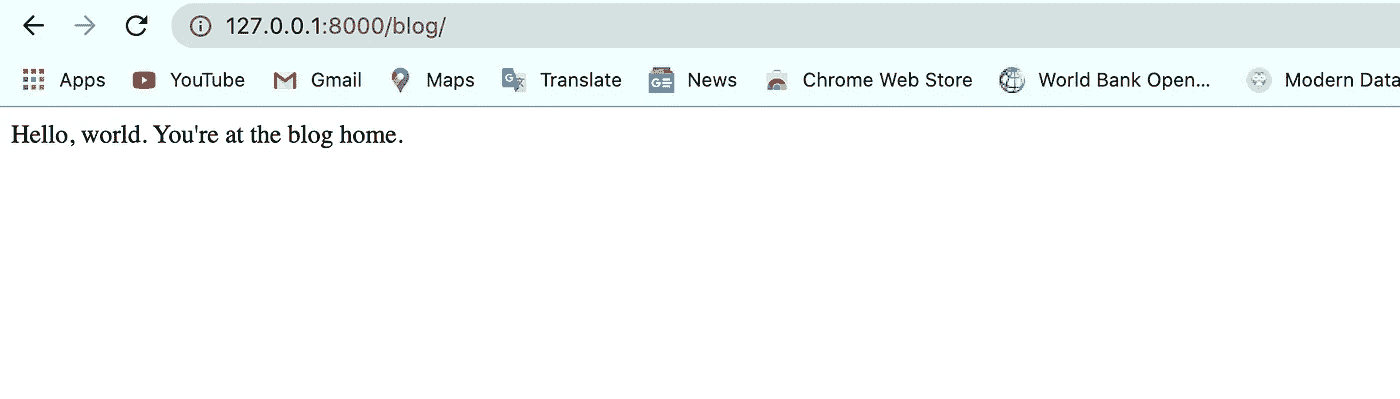 127.0.0.1:8000/blog/
Apps YouTube Gmail Maps Translate News Chrome Web Store World Bank Open... Modern Data
Hello, world. You're at the blog home.